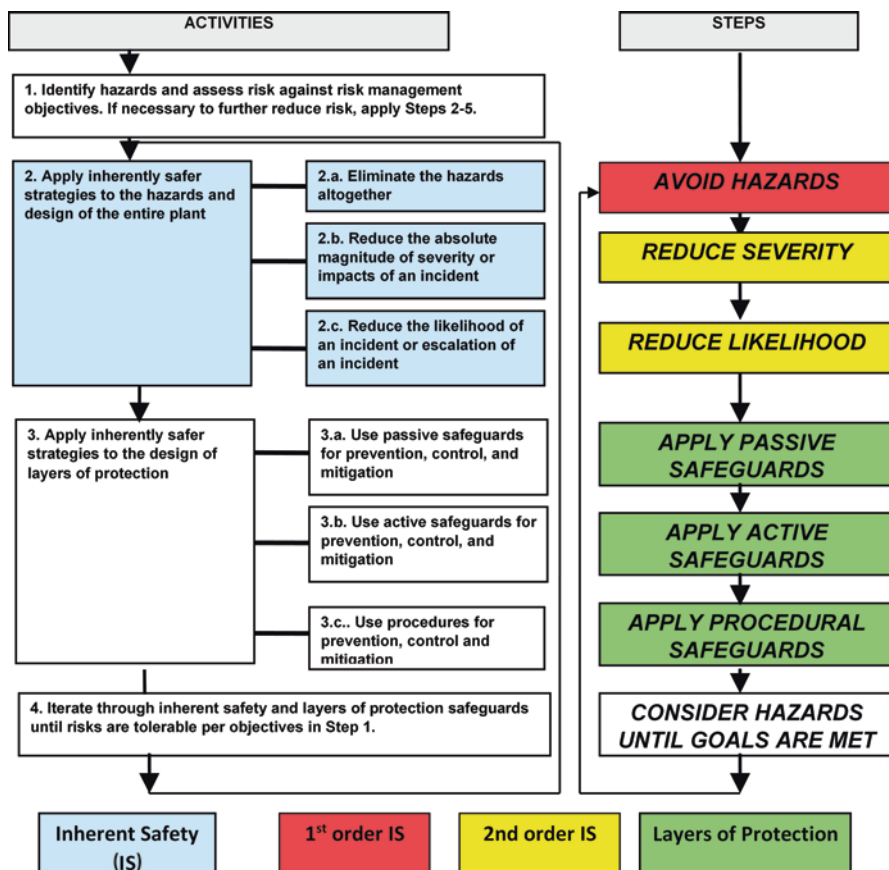 ACTIVITIES
1. Identify hazards and assess risk against risk management
objectives. If necessary to further reduce risk, apply Steps 2-5.
2. Apply inherently safer
strategies to the hazards and
design of the entire plant
2.a. Eliminate the hazards
altogether
2.b. Reduce the absolute
magnitude of severity or
impacts of an incident
2.c. Reduce the likelihood of
an incident or escalation of
an incident
3. Apply inherently safer
strategies to the design of
layers of protection
3.a. Use passive safeguards
for prevention, control, and
mitigation
3.b. Use active safeguards for
prevention, control, and
mitigation
3.c.. Use procedures for
prevention, control and
mitigation
4. Iterate through inherent safety and layers of protection safeguards
until risks are tolerable per objectives in Step 1.
STEPS
AVOID HAZARDS
REDUCE SEVERITY
REDUCE LIKELIHOOD
APPLY PASSIVE
SAFEGUARDS
APPLY ACTIVE
SAFEGUARDS
APPLY PROCEDURAL
SAFEGUARDS
CONSIDER HAZARDS
UNTIL GOALS ARE MET
Inherent Safety
(IS)
1st order IS
2nd order IS
Layers of Protection